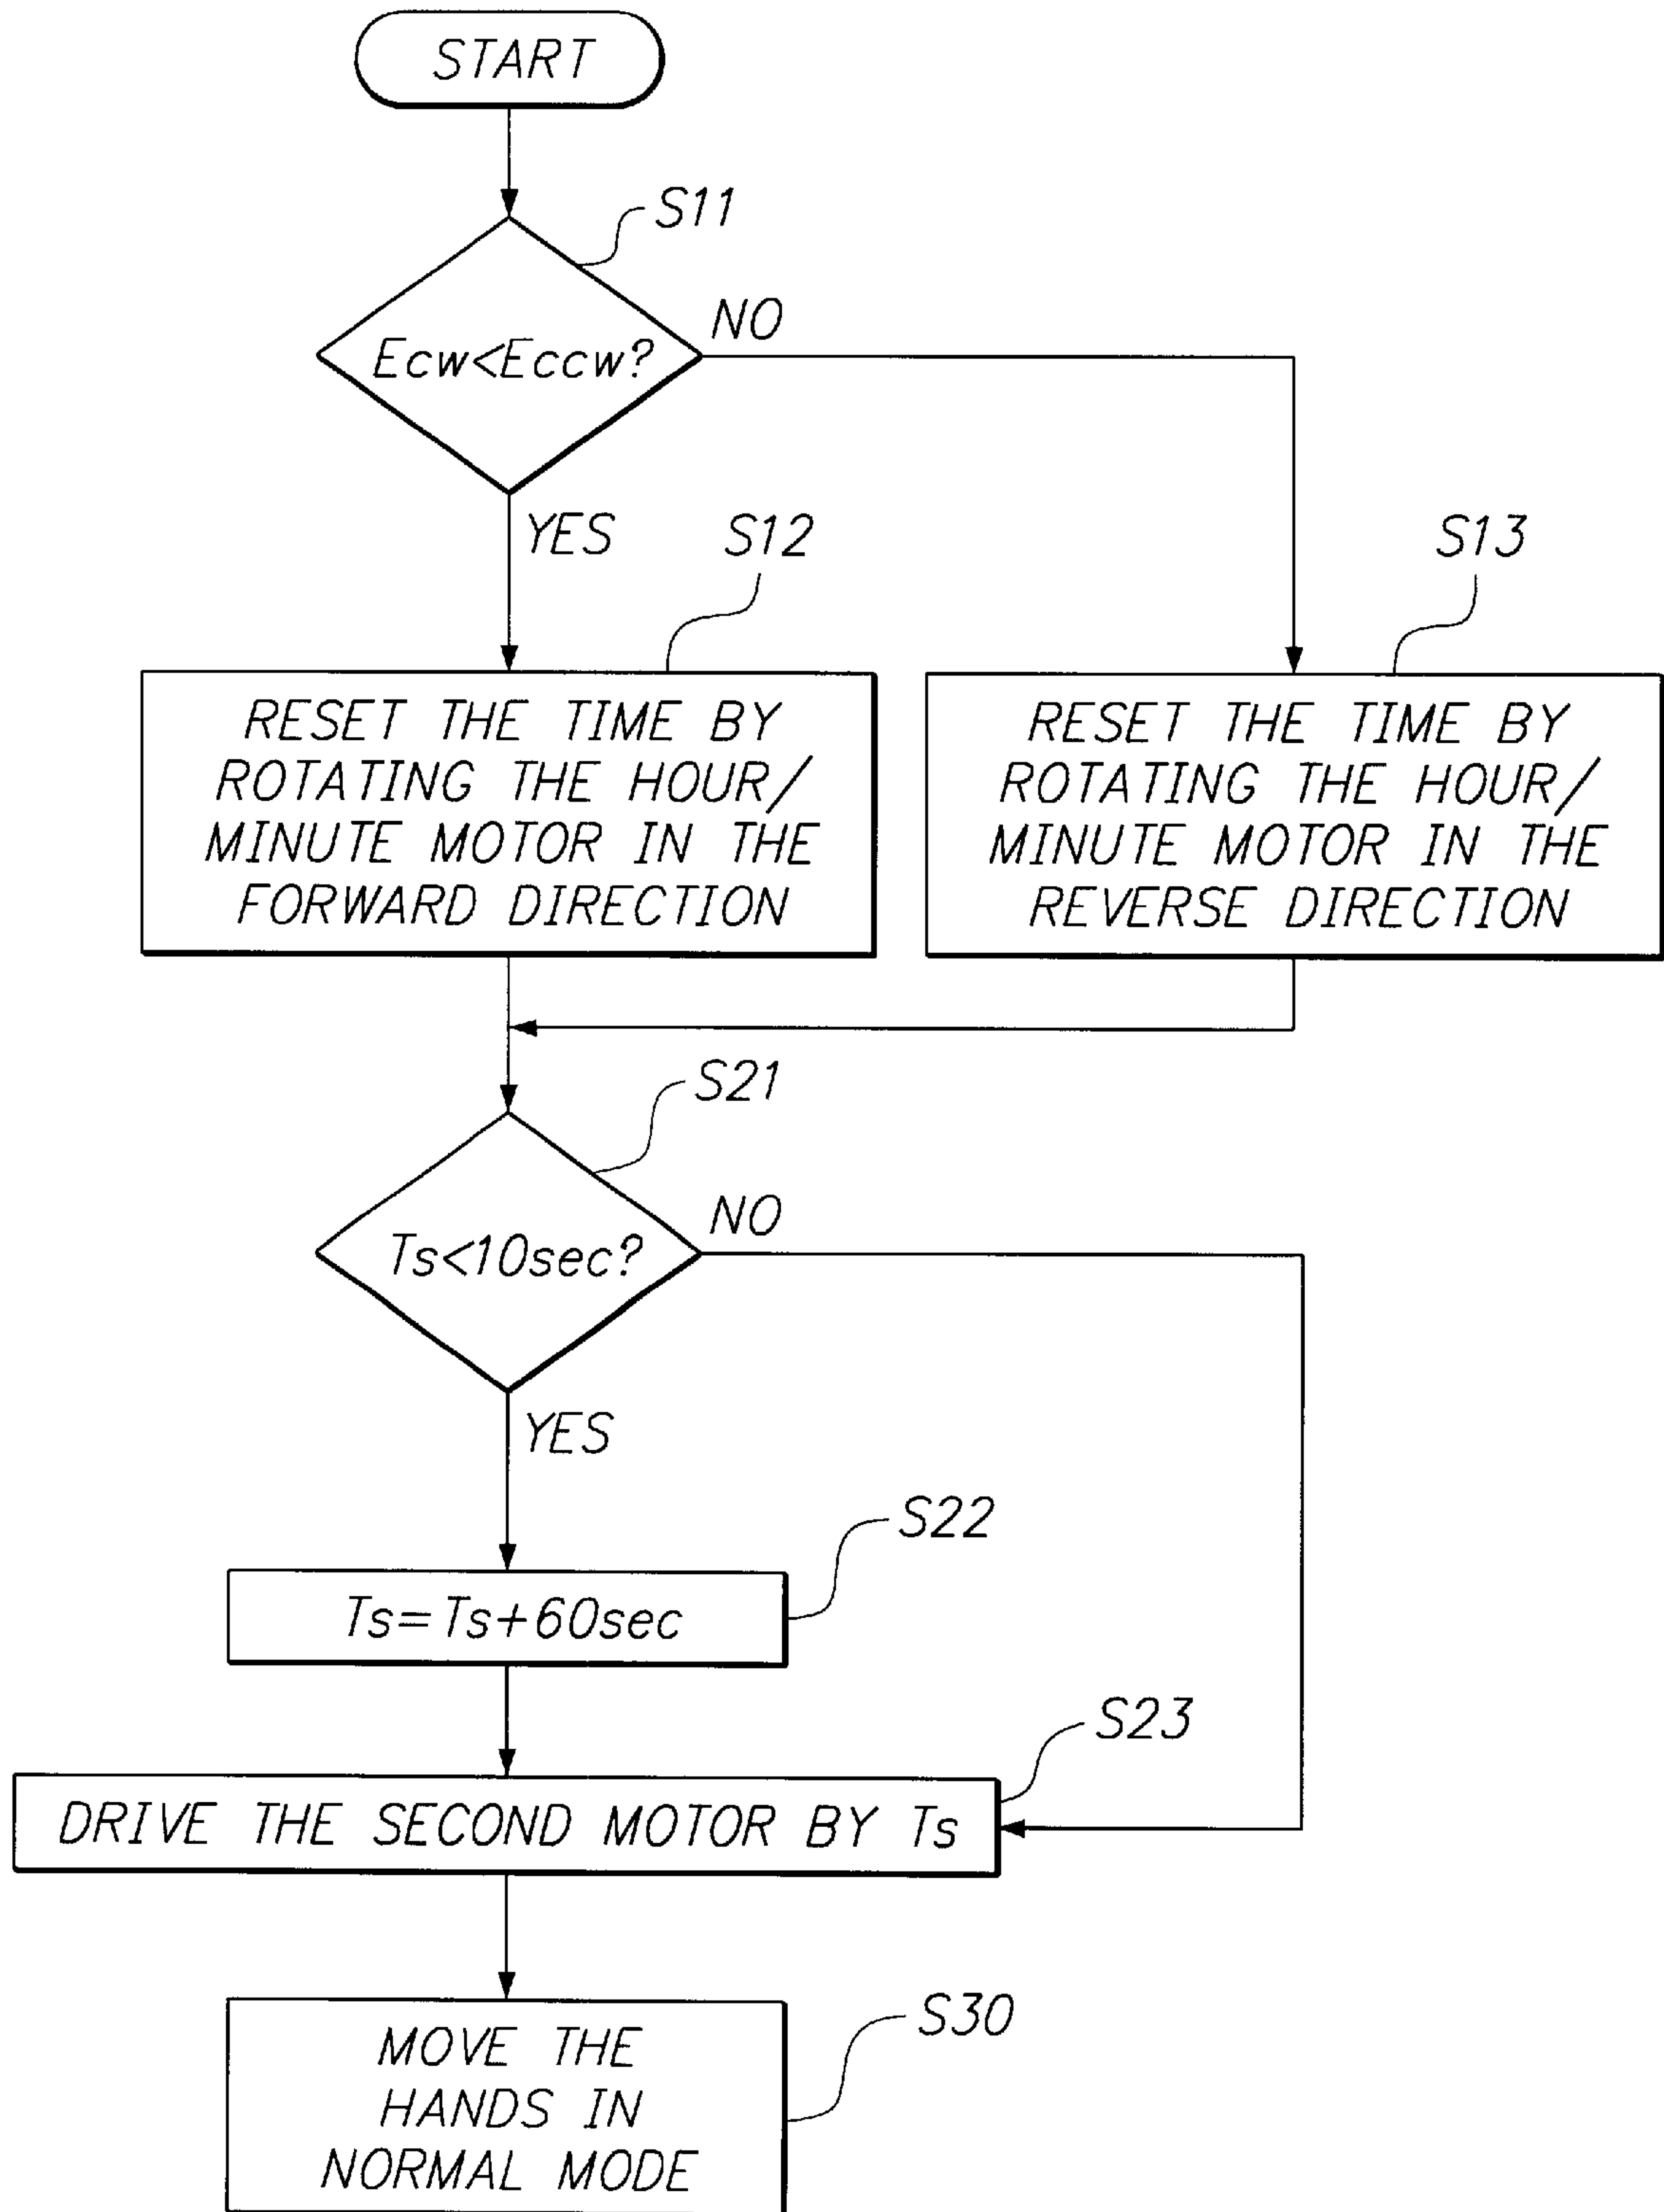 START
S11
Ecw<Eccw?
NO
YES
S12
S13
RESET THE TIME BY
ROTATING THE HOUR/
MINUTE MOTOR IN THE
FORWARD DIRECTION
RESET THE TIME BY
ROTATING THE HOUR/
MINUTE MOTOR IN THE
REVERSE DIRECTION
S21
Ts<10sec?
NO
YES
S22
Ts=Ts+60sec
S23
DRIVE THE SECOND MOTOR BY Ts
S30
MOVE THE
HANDS IN
NORMAL MODE